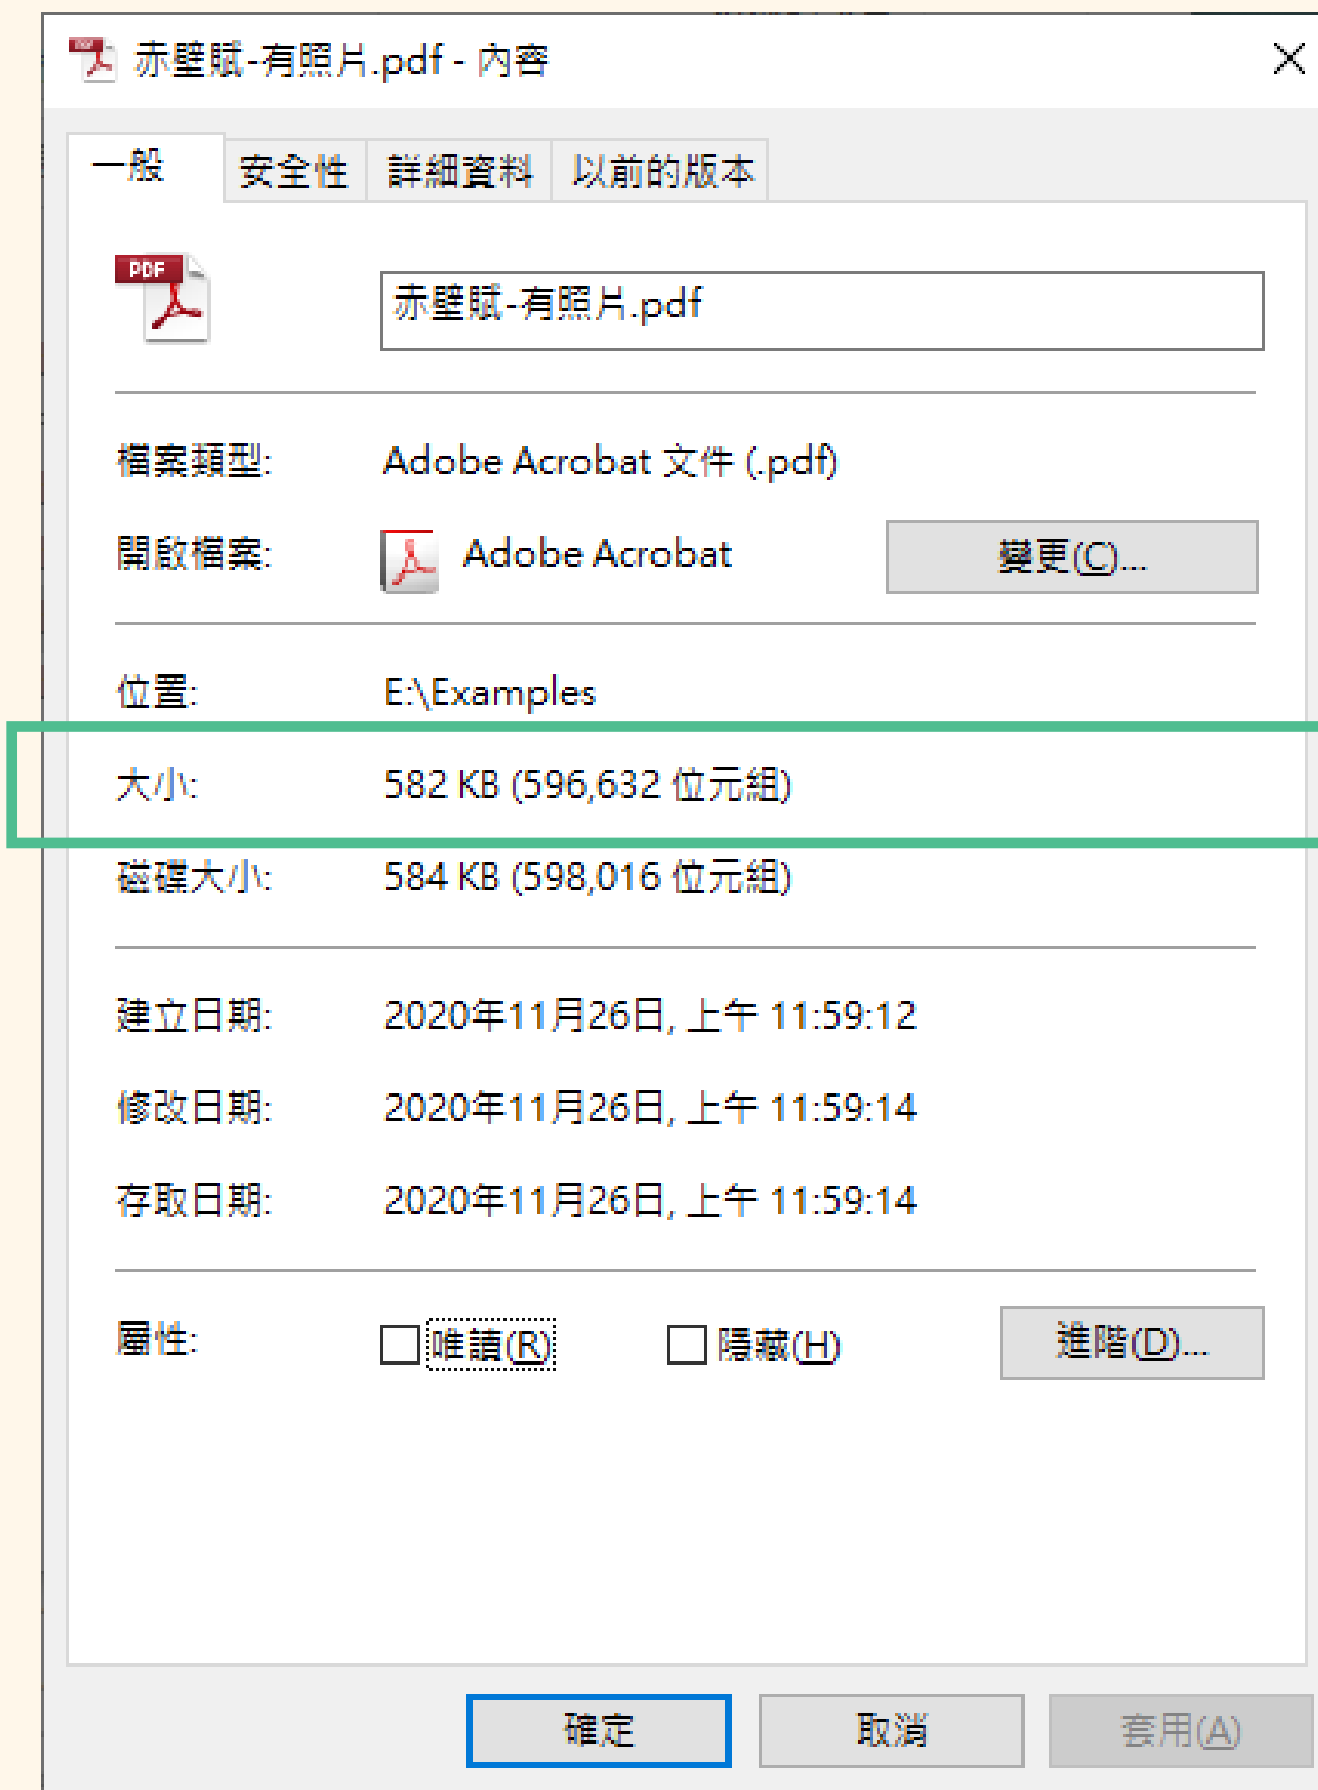 赤壁賦-有照片.pdf - 內容
一般 安全性 詳細資料 以前的版本
PDF
赤壁賦-有照片.pdf
檔案類型: Adobe Acrobat 文件 (.pdf)
開啟檔案: Adobe Acrobat 變更(C)...
位置: E:\Examples
大小: 582 KB (596,632 位元組)
磁碟大小: 584 KB (598,016 位元組)
建立日期: 2020年11月26日, 上午 11:59:12
修改日期: 2020年11月26日, 上午 11:59:14
存取日期: 2020年11月26日, 上午 11:59:14
屬性: 唯讀(R) 隱藏(H) 進階(D)...
確定 取消 套用(A)